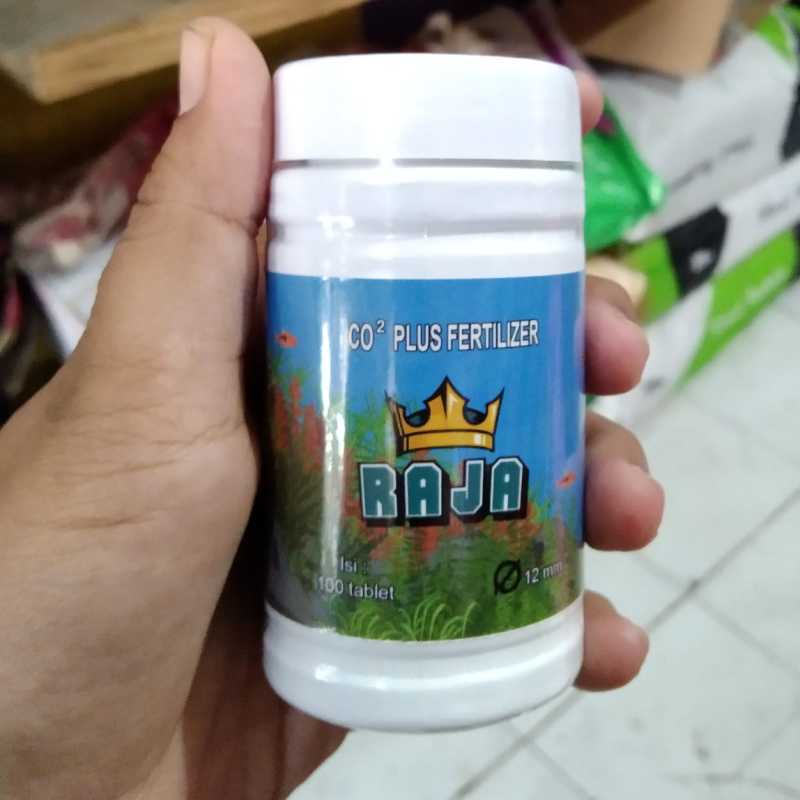 CO² PLUS FERTILIZER
RAJA
Isi :
100 tablet
Ø 12 mm